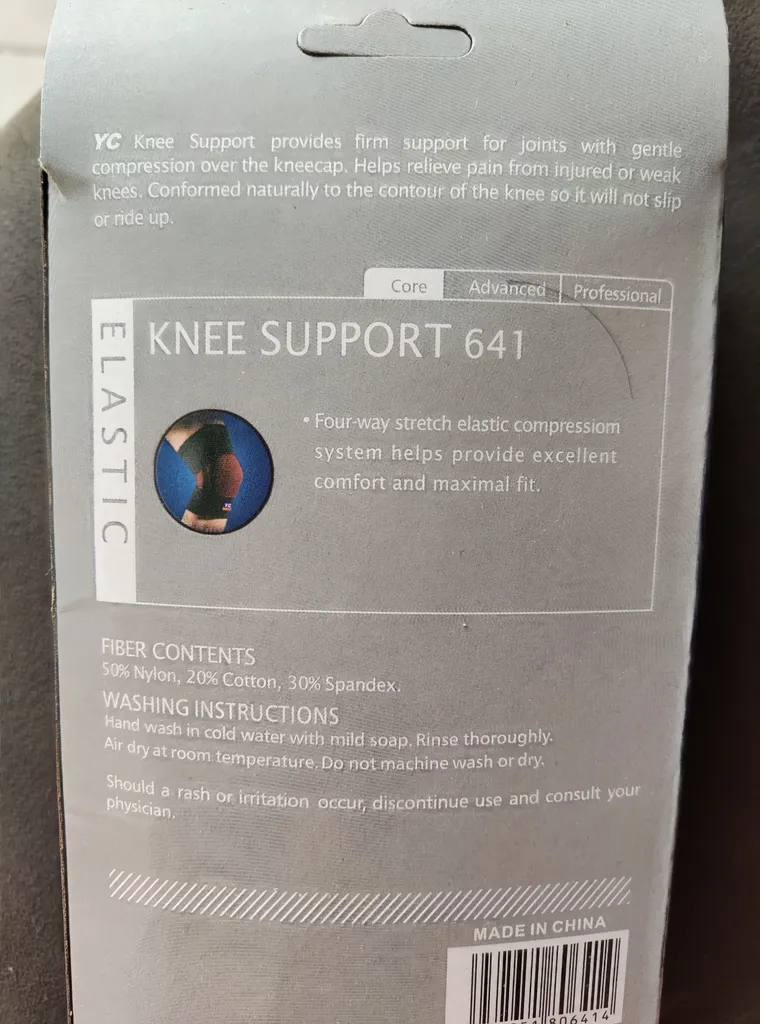 YC Knee Support provides firm support for joints with gentle
compression over the kneecap. Helps relieve pain from injured or weak
knees. Conformed naturally to the contour of the knee so it will not slip
or ride up.
Core Advanced Professional
ELASTIC
KNEE SUPPORT 641
• Four-way stretch elastic compressiom
system helps provide excellent
comfort and maximal fit.
YC
FIBER CONTENTS
50% Nylon, 20% Cotton, 30% Spandex.
WASHING INSTRUCTIONS
Hand wash in cold water with mild soap. Rinse thoroughly.
Air dry at room temperature. Do not machine wash or dry.
Should a rash or irritation occur, discontinue use and consult your
physician.
MADE IN CHINA
806414